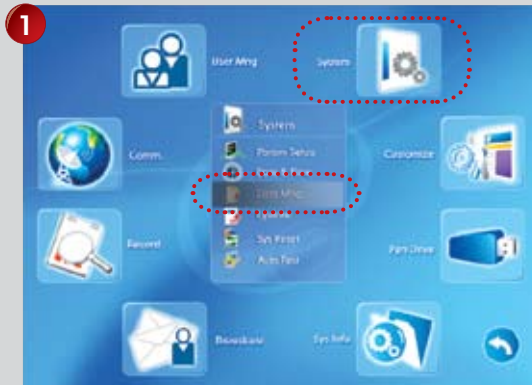 1
User Mng
System
System
Comm.
Param Setup
Customize
Data Mng
Update
Record
Sys Reset
Pen Drive
Auto Test
Broadcast
Sys Info